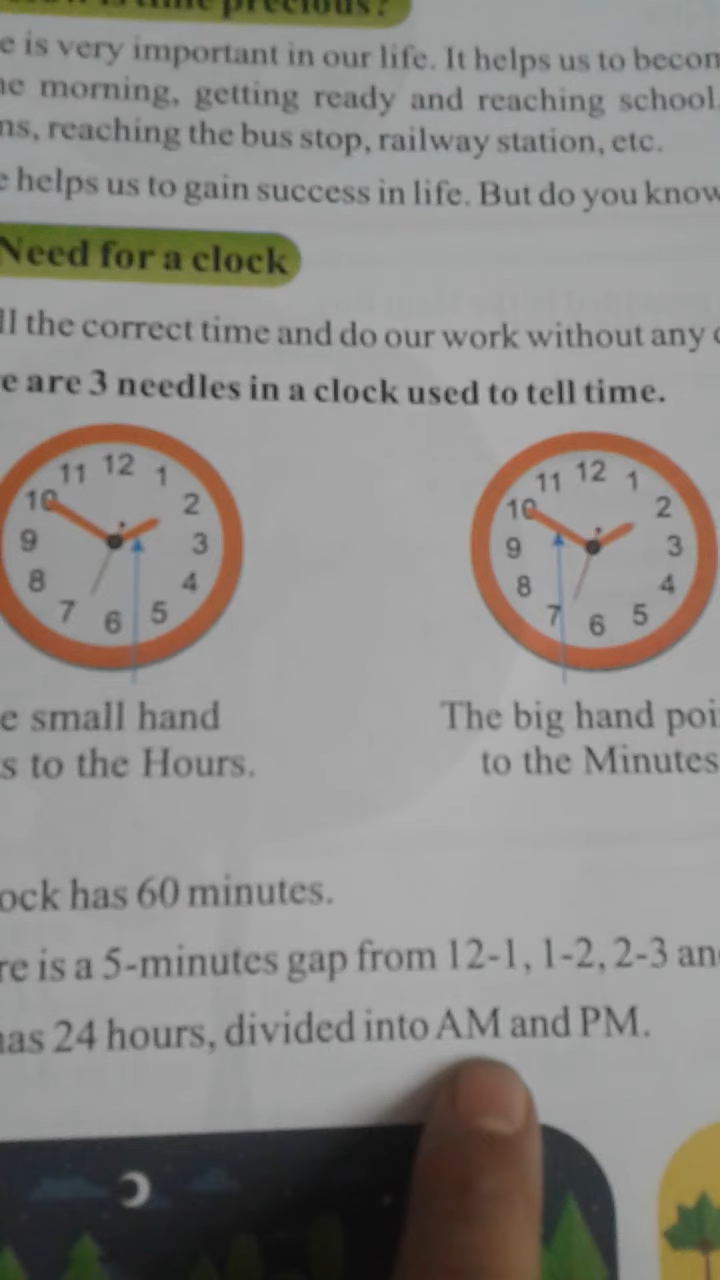 is time precious?
e is very important in our life. It helps us to becom
ne morning, getting ready and reaching school.
ns, reaching the bus stop, railway station, etc.
e helps us to gain success in life. But do you know
Need for a clock
ll the correct time and do our work without any
e are 3 needles in a clock used to tell time.
11 12 1
10 2
9 3
8 4
7 6 5
11 12 1
10 2
9 3
8 4
7 6 5
e small hand
s to the Hours.
The big hand poi
to the Minutes
ock has 60 minutes.
re is a 5-minutes gap from 12-1, 1-2, 2-3 an
has 24 hours, divided into AM and PM.